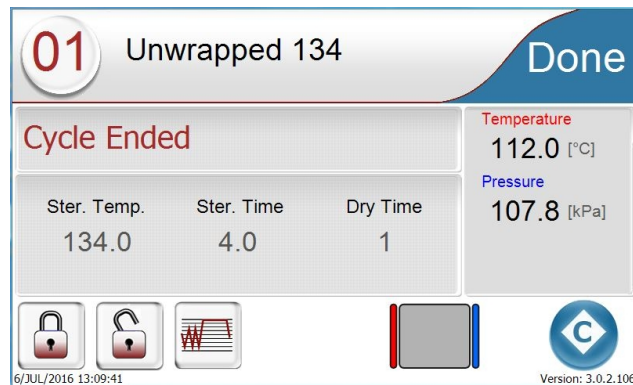 01
Unwrapped 134
Done
Cycle Ended
Temperature
112.0 [°C]
Pressure
107.8 [kPa]
Ster. Temp. Ster. Time Dry Time
134.0 4.0 1
C
6/JUL/2016 13:09:41
Version: 3.0.2.106